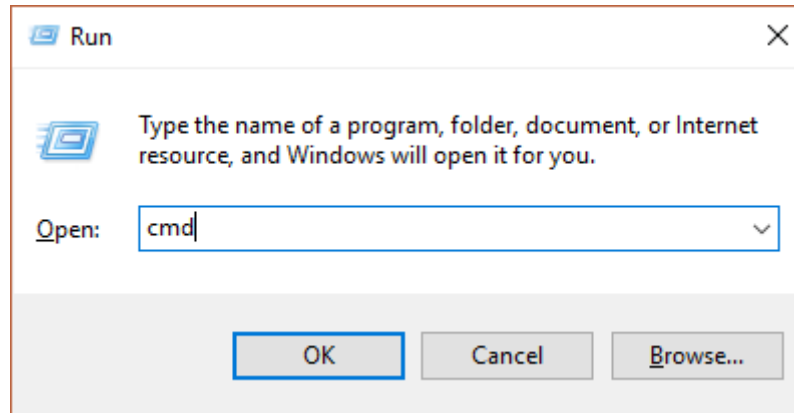 Run
Type the name of a program, folder, document, or Internet
resource, and Windows will open it for you.
Open: cmd
OK Cancel Browse...